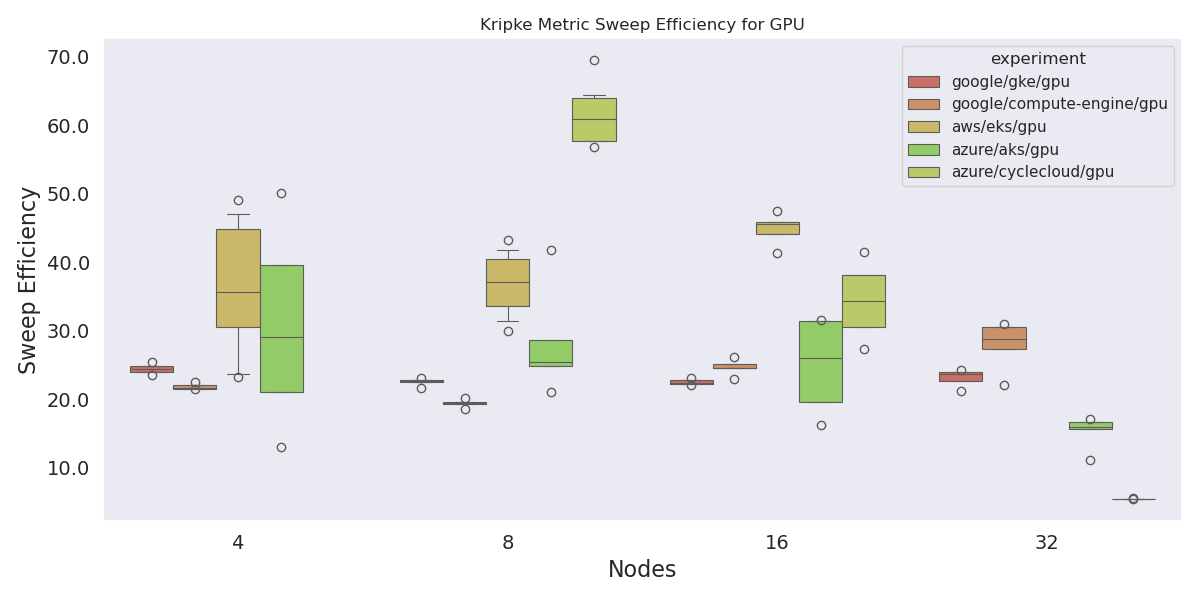 Kripke Metric Sweep Efficiency for GPU
70.0
60.0
50.0
40.0
30.0
20.0
10.0
Sweep Efficiency
experiment
google/gke/gpu
google/compute-engine/gpu
aws/eks/gpu
azure/aks/gpu
azure/cyclecloud/gpu
4
8
16
32
Nodes